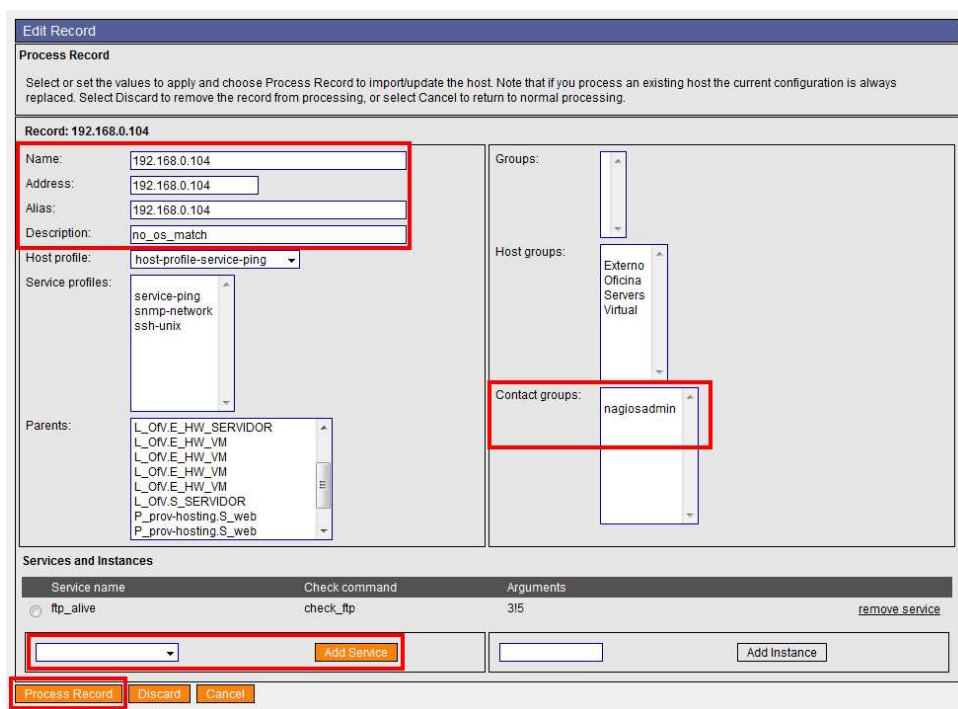 Edit Record
Process Record
Select or set the values to apply and choose Process Record to import/update the host. Note that if you process an existing host the current configuration is always
replaced. Select Discard to remove the record from processing, or select Cancel to return to normal processing.
Record: 192.168.0.104
Name: 192.168.0.104
Address: 192.168.0.104
Alias: 192.168.0.104
Description: no_os_match
Host profile: host-profile-service-ping
Service profiles:
service-ping
snmp-network
ssh-unix
Parents:
L_OfV.E_HW_SERVIDOR
L_OfV.E_HW_VM
L_OfV.E_HW_VM
L_OfV.E_HW_VM
L_OfV.E_HW_VM
L_OfV.S_SERVIDOR
P_prov-hosting.S_web
P_prov-hosting.S_web
Groups:
Host groups:
Externo
Oficina
Servers
Virtual
Contact groups:
nagiosadmin
Services and Instances
Service name Check command Arguments
ftp_alive check_ftp 3!5 remove service
Add Service Add Instance
Process Record Discard Cancel